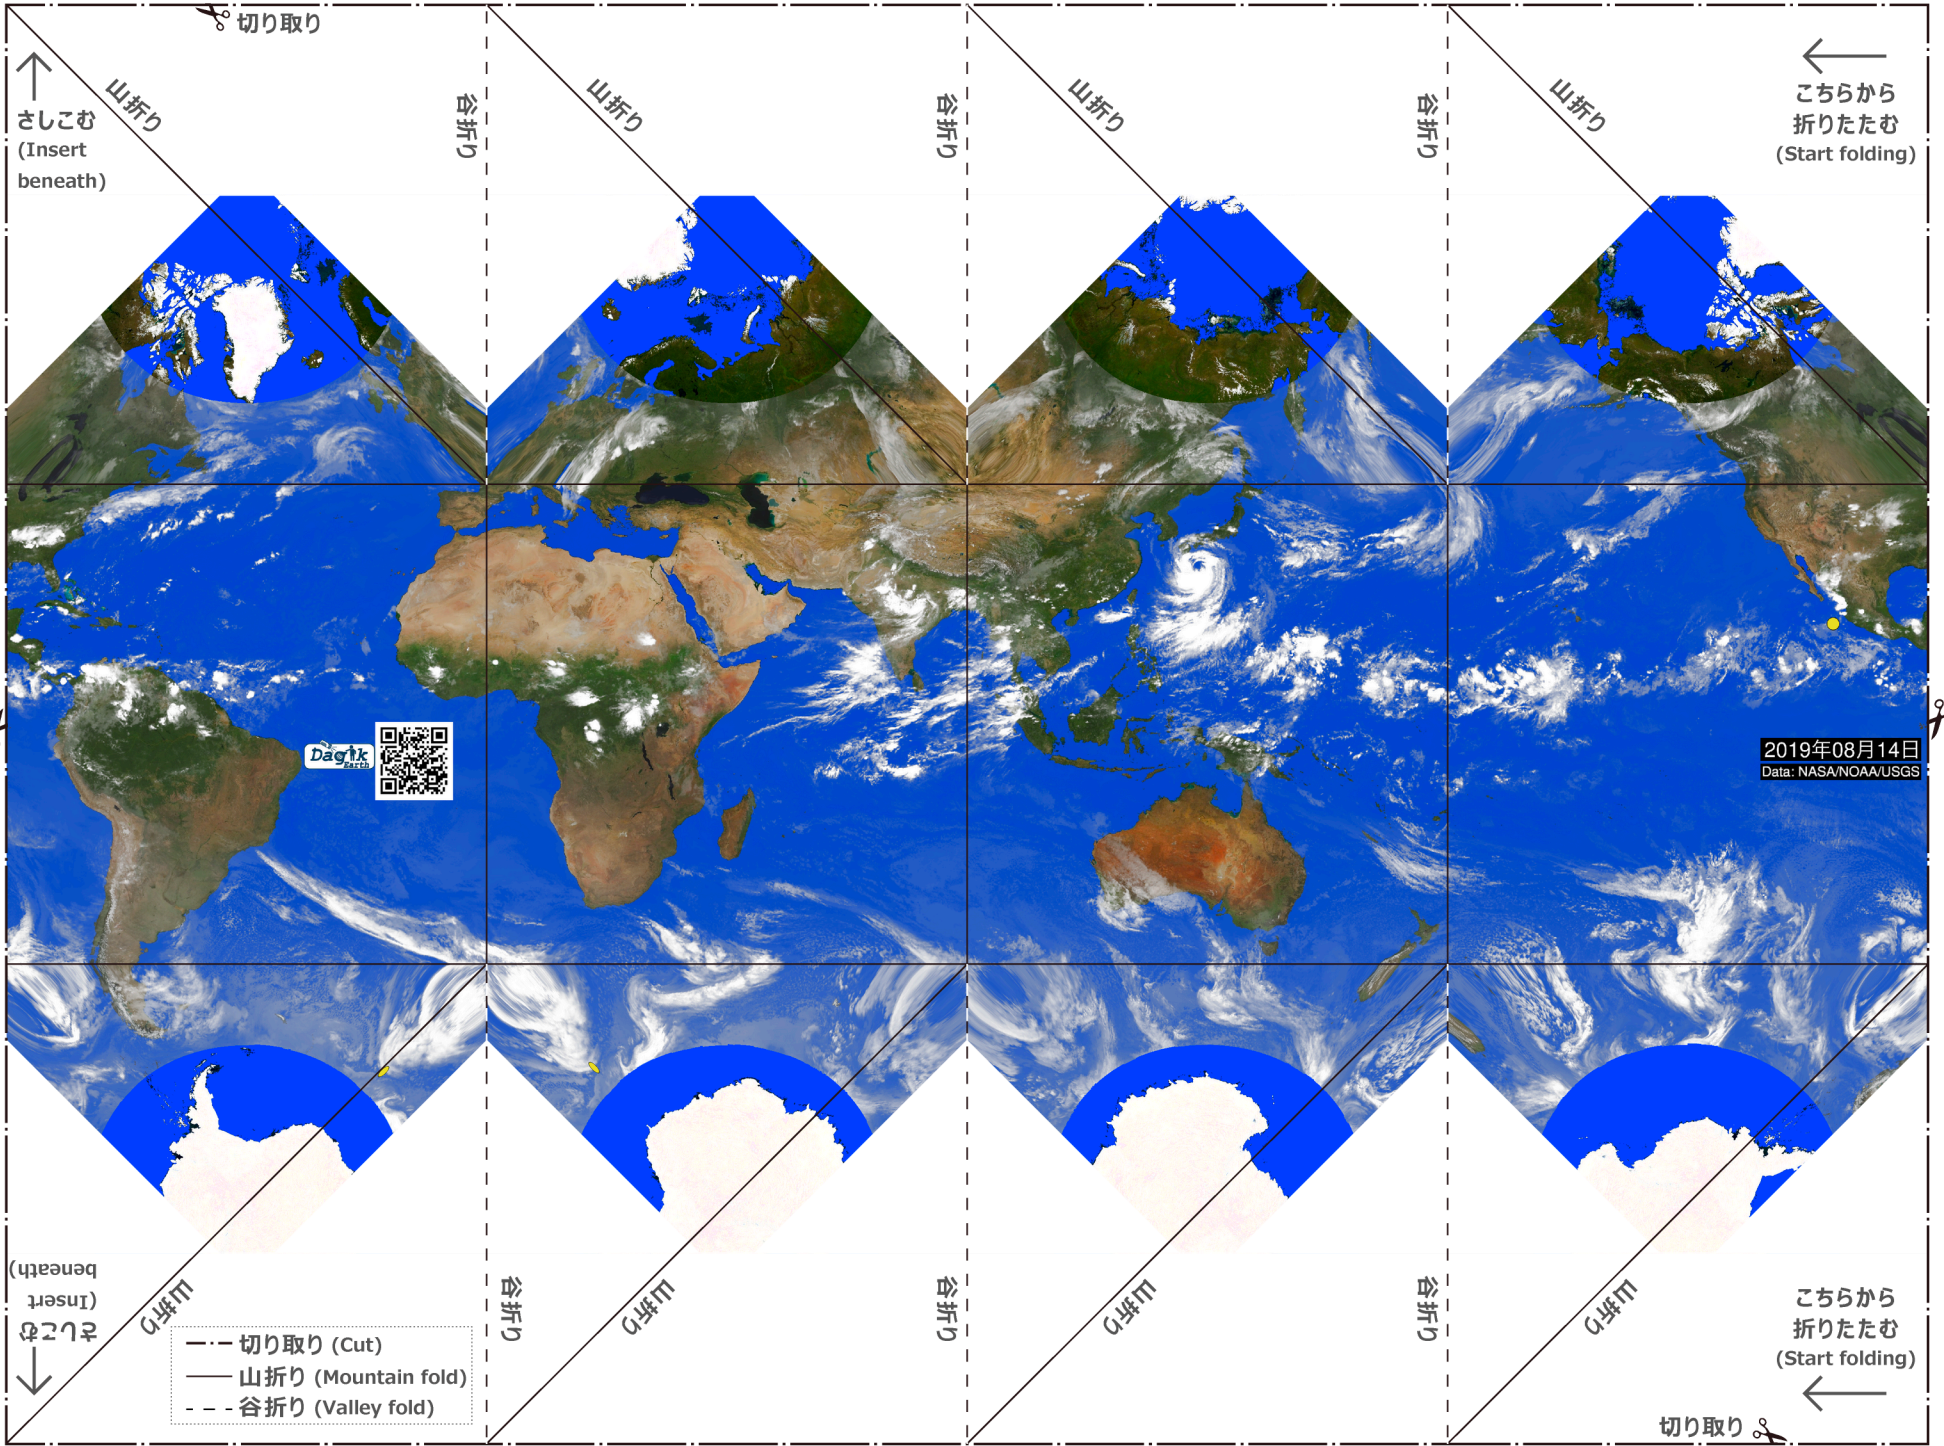 切り取り
山折り
谷折り
山折り
谷折り
山折り
谷折り
山折り
さしこむ
(Insert
beneath)
こちらから
折りたたむ
(Start folding)
Dagik
Earth
2019年08月14日
Data: NASA/NOAA/USGS
さしこむ
(Insert
beneath)
山折り
谷折り
山折り
谷折り
山折り
谷折り
山折り
こちらから
折りたたむ
(Start folding)
切り取り (Cut)
山折り (Mountain fold)
谷折り (Valley fold)
切り取り